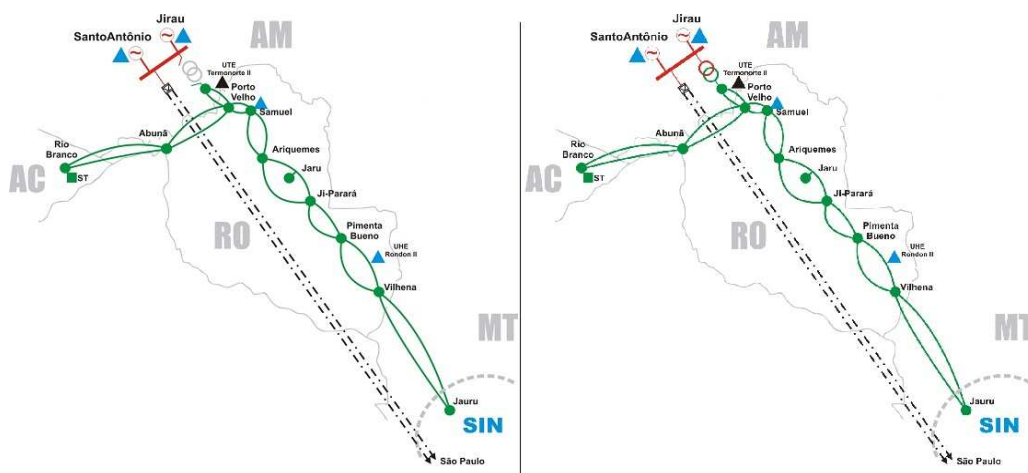 Jirau
SantoAntônio
AM
UTE
Termonorte II
Porto
Velho
Samuel
Abunã
Rio
Branco
Ariquemes
AC
ST
Jaru
Ji-Parará
RO
Pimenta
Bueno
UHE
Rondon II
Vilhena
MT
Jauru
SIN
São Paulo
Jirau
SantoAntônio
AM
UTE
Termonorte II
Porto
Velho
Samuel
Abunã
Rio
Branco
Ariquemes
AC
ST
Jaru
JI-Parará
RO
Pimenta
Bueno
UHE
Rondon II
Vilhena
MT
Jauru
SIN
São Paulo